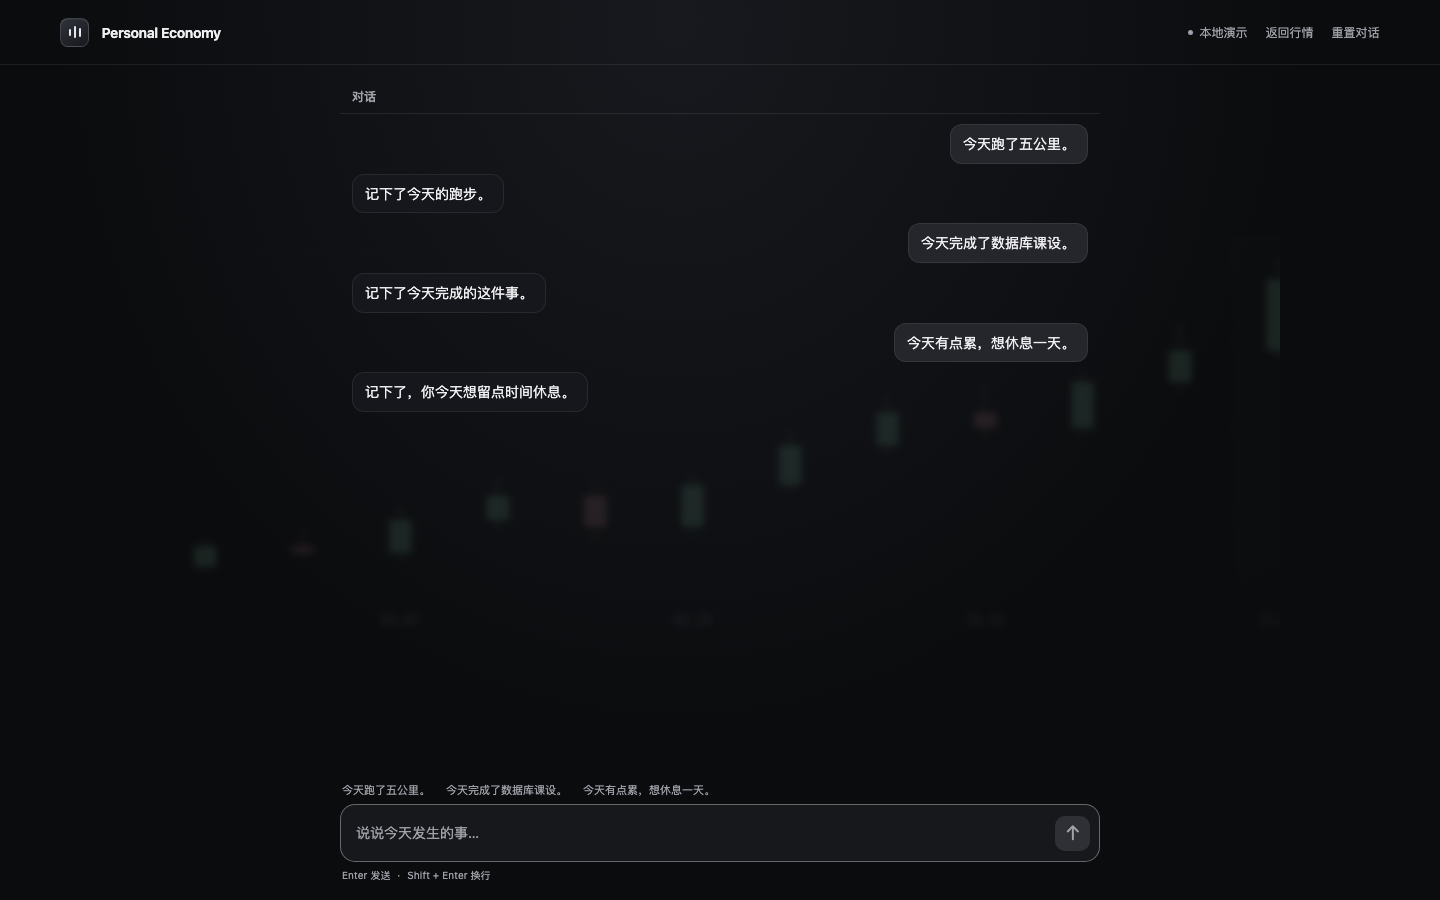 Personal Economy
本地演示 返回行情 重置对话
对话
今天跑了五公里。
记下了今天的跑步。
今天完成了数据库课设。
记下了今天完成的这件事。
今天有点累，想休息一天。
记下了，你今天想留点时间休息。
今天跑了五公里。 今天完成了数据库课设。 今天有点累，想休息一天。
说说今天发生的事...
Enter 发送 · Shift + Enter 换行